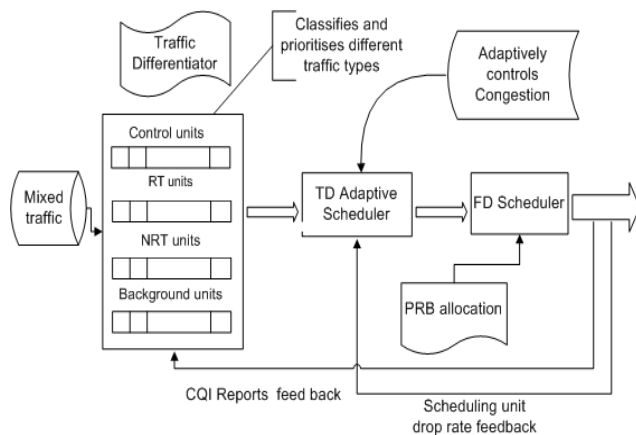 Traffic
Differentiator
Classifies and
prioritises different
traffic types
Adaptively
controls
Congestion
Mixed
traffic
Control units
RT units
NRT units
Background units
TD Adaptive
Scheduler
FD Scheduler
PRB allocation
CQI Reports feed back
Scheduling unit
drop rate feedback